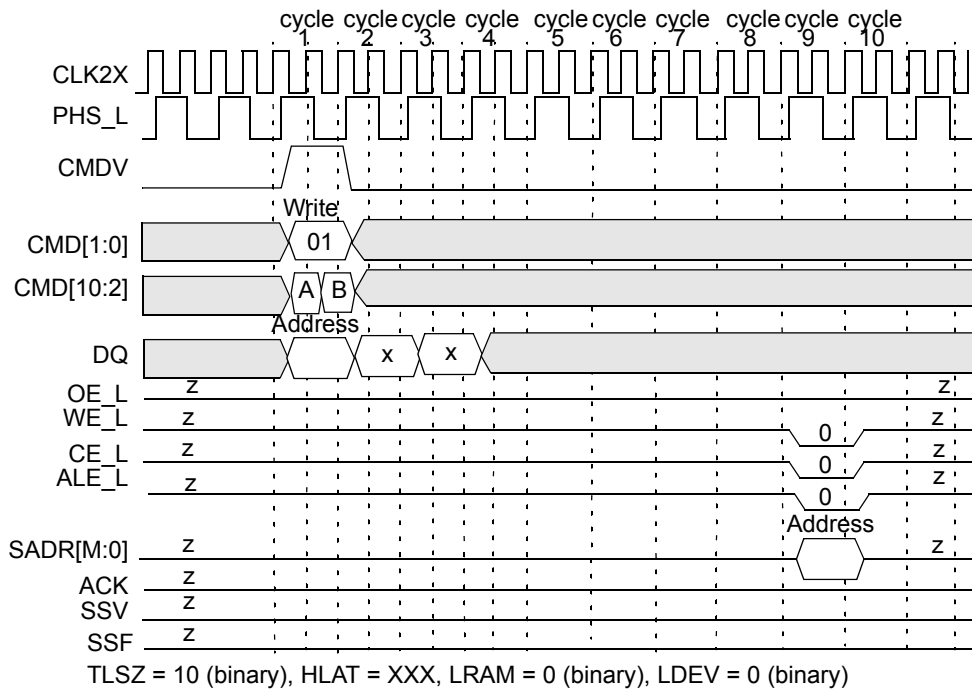 cycle cycle cycle cycle cycle cycle cycle cycle cycle cycle
1 2 3 4 5 6 7 8 9 10
CLK2X
PHS_L
CMDV
Write
CMD[1:0] 01
CMD[10:2] A B
Address
DQ x x
OE_L z z
WE_L z 0 z
CE_L z 0 z
ALE_L z 0 z
Address
SADR[M:0] z z
ACK z
SSV z
SSF z
TLSZ = 10 (binary), HLAT = XXX, LRAM = 0 (binary), LDEV = 0 (binary)